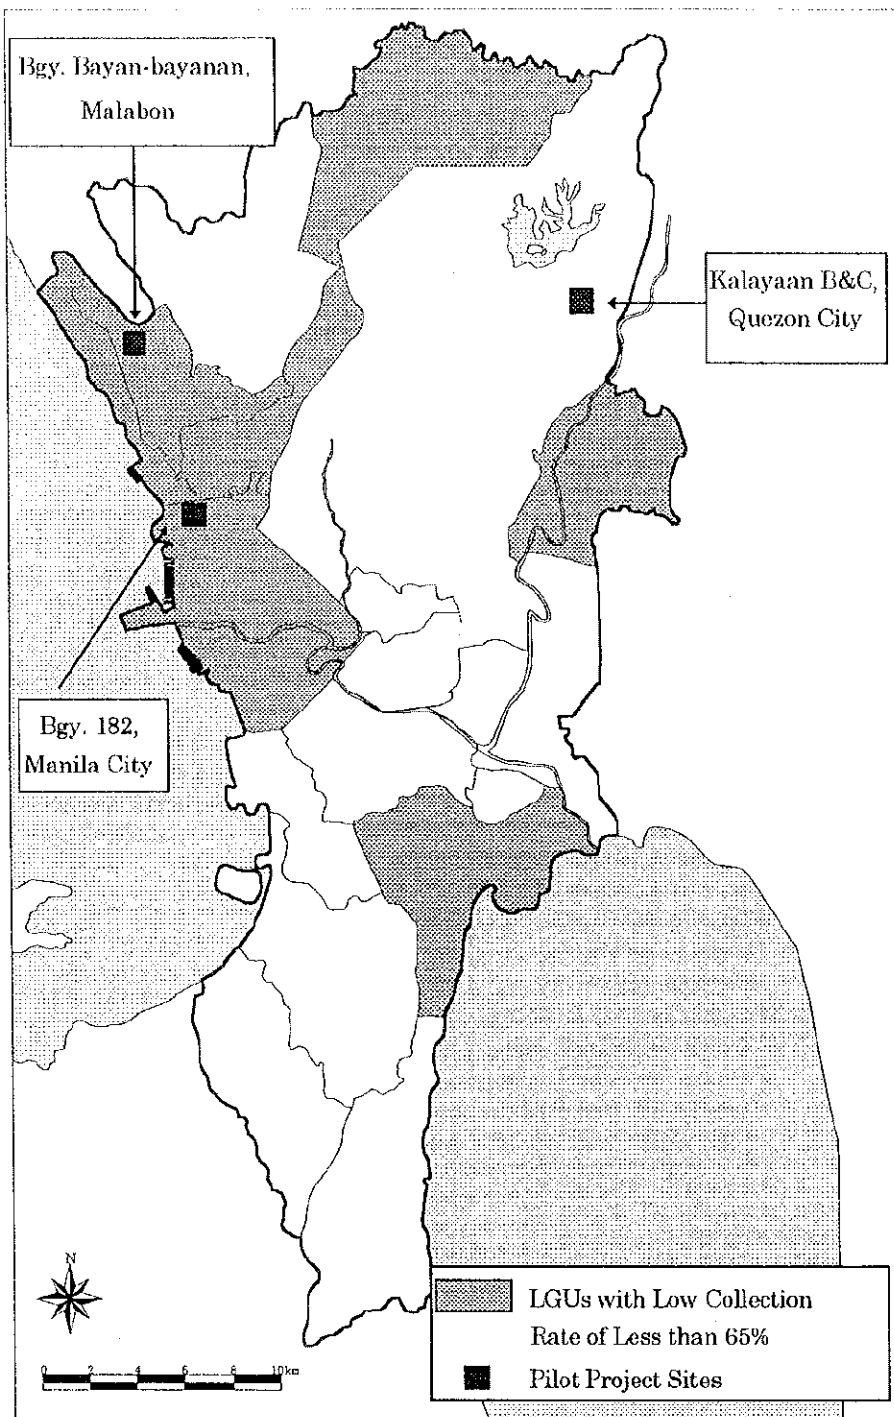 Bgy. Bayan-bayanan,
Malabon
Kalayaan B&C,
Quezon City
Bgy. 182,
Manila City
N
0 2 4 6 8 10km
LGUs with Low Collection
Rate of Less than 65%
Pilot Project Sites